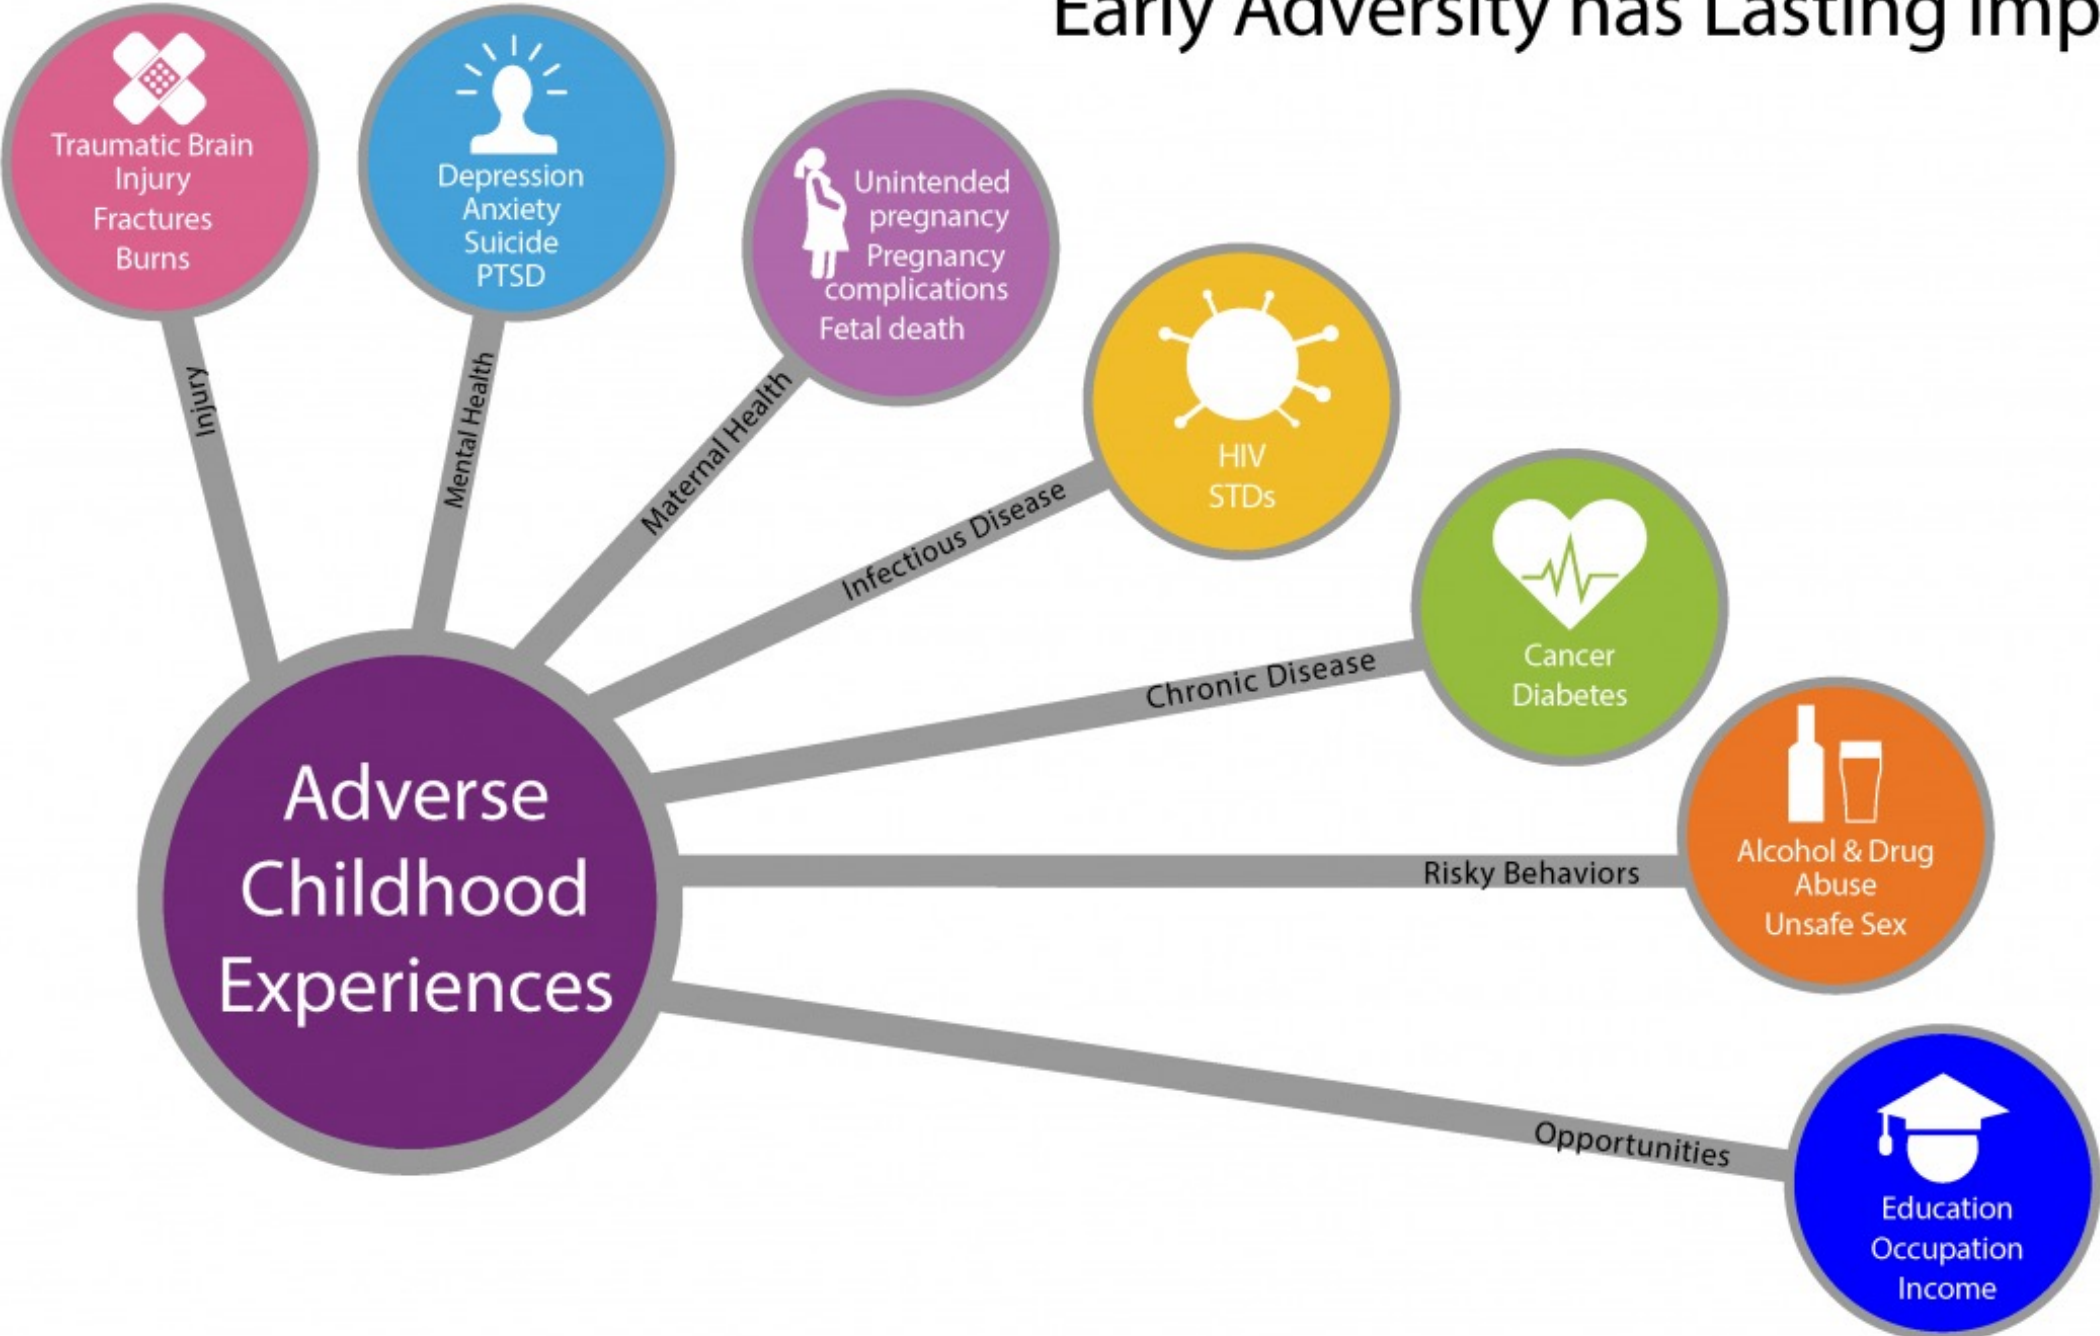 Early Adversity has Lasting Imp
Traumatic Brain
Injury
Fractures
Burns
Injury
Depression
Anxiety
Suicide
PTSD
Mental Health
Unintended
pregnancy
Pregnancy
complications
Fetal death
Maternal Health
HIV
STDs
Infectious Disease
Cancer
Diabetes
Chronic Disease
Alcohol & Drug
Abuse
Unsafe Sex
Risky Behaviors
Education
Occupation
Income
Opportunities
Adverse
Childhood
Experiences